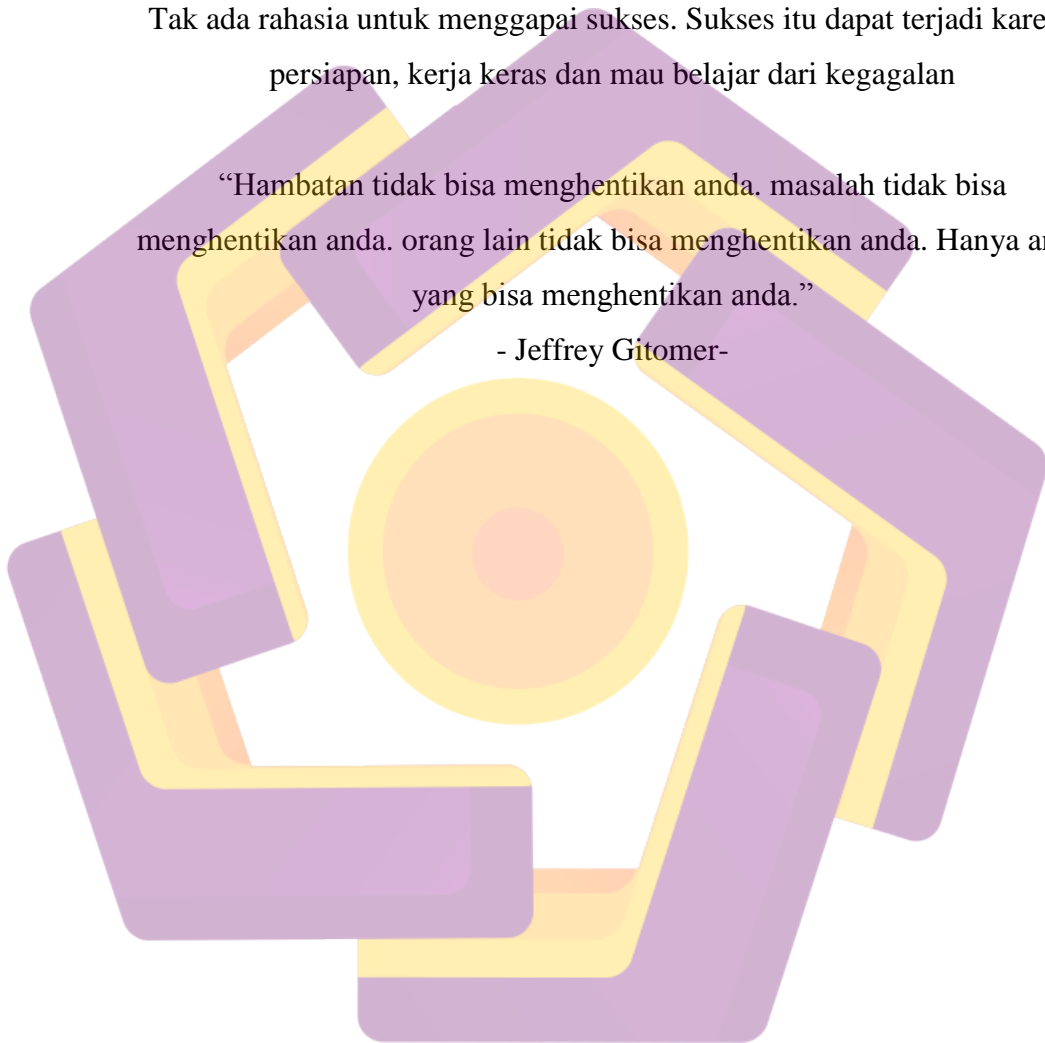 Tak ada rahasia untuk menggapai sukses. Sukses itu dapat terjadi kare
persiapan, kerja keras dan mau belajar dari kegagalan
“Hambatan tidak bisa menghentikan anda. masalah tidak bisa
menghentikan anda. orang lain tidak bisa menghentikan anda. Hanya
yang bisa menghentikan anda.”
- Jeffrey Gitomer-